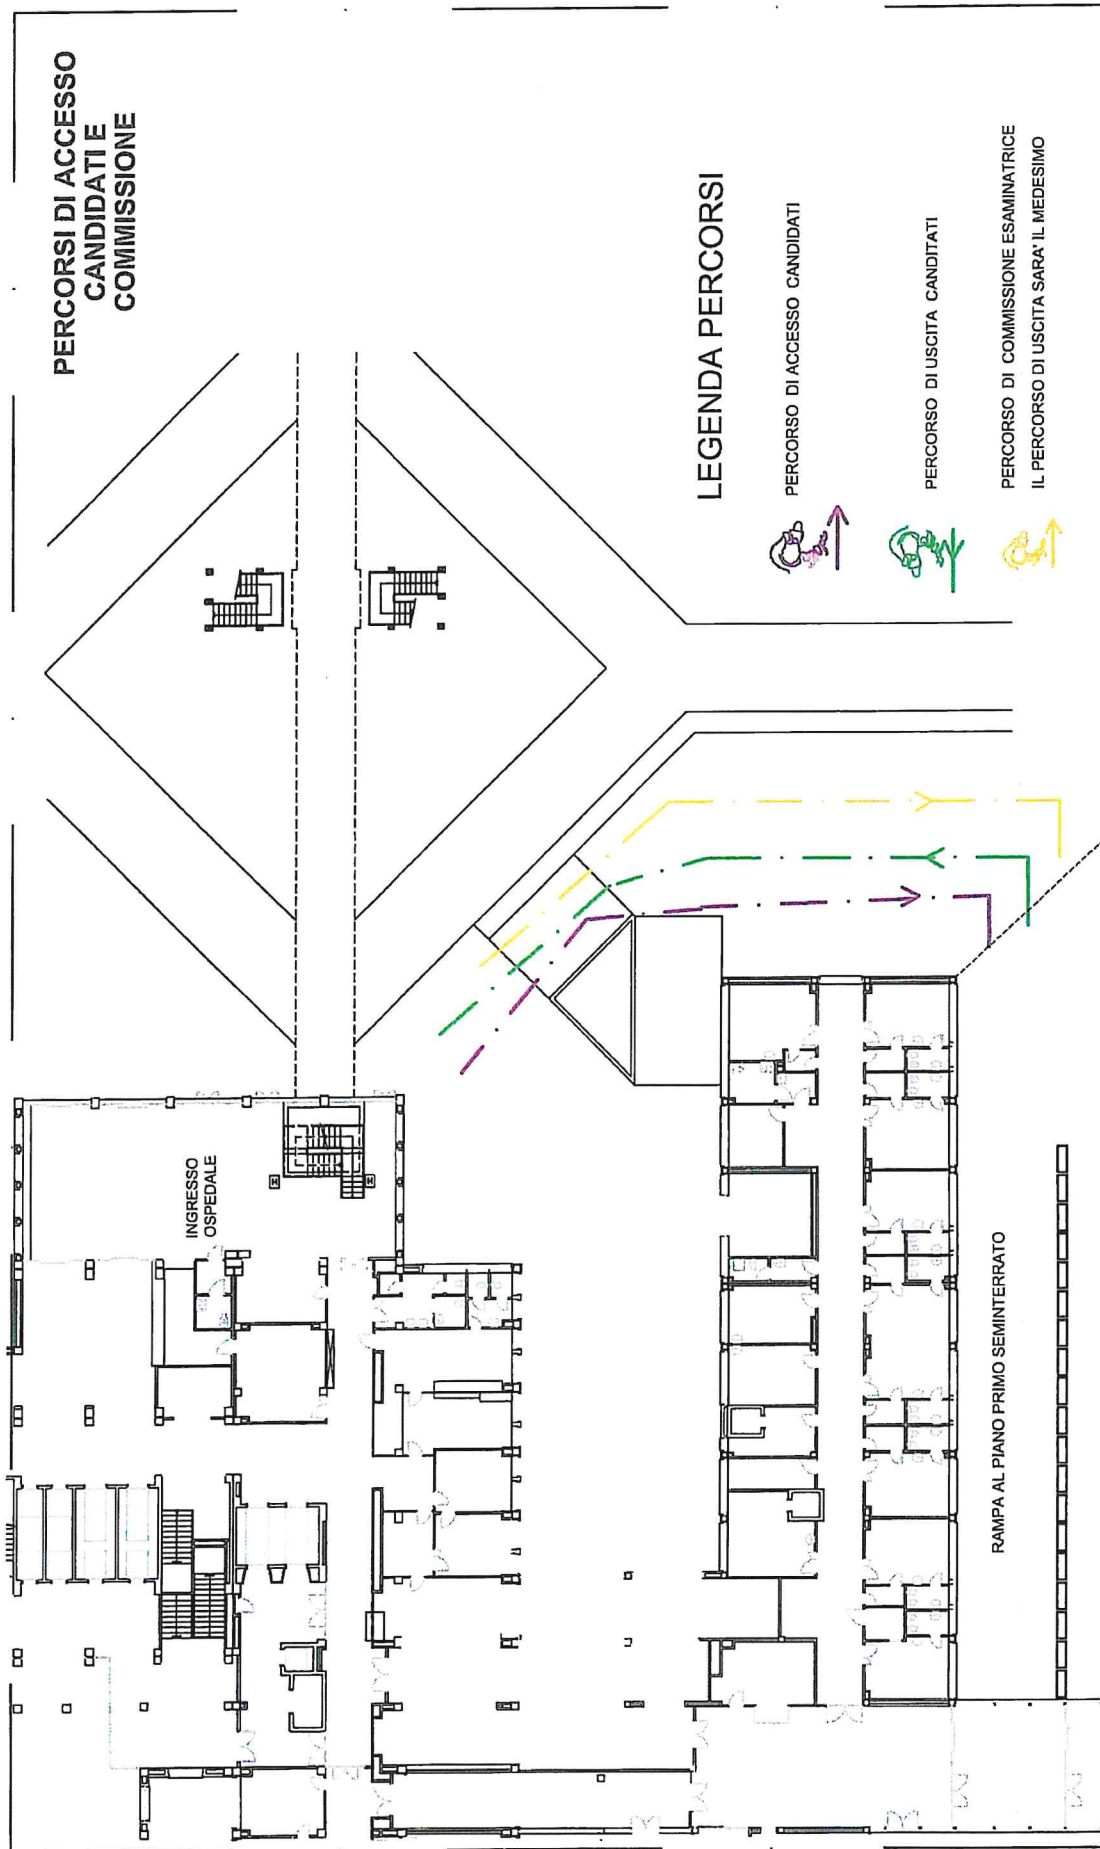 PERCORSI DI ACCESSO
CANDIDATI E
COMMISSIONE
INGRESSO
OSPEDALE
H
H
LEGENDA PERCORSI
PERCORSO DI ACCESSO CANDIDATI
PERCORSO DI USCITA CANDITATI
PERCORSO DI COMMISSIONE ESAMINATRICE
IL PERCORSO DI USCITA SARA' IL MEDESIMO
RAMPA AL PIANO PRIMO SEMINTERRATO